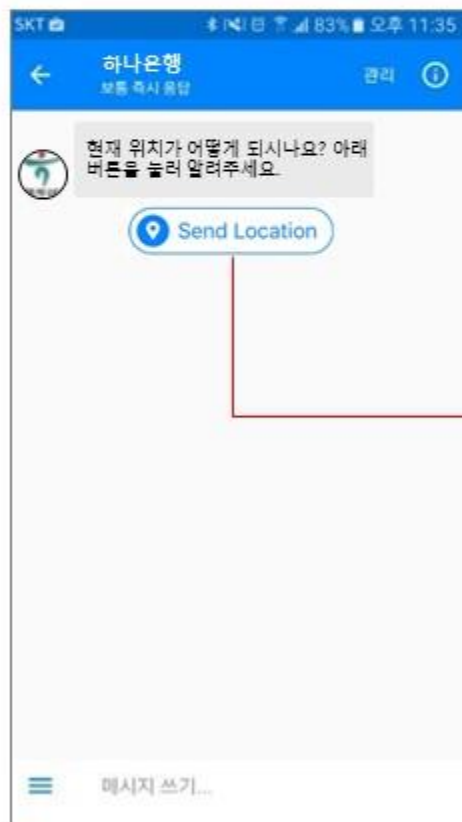 SKT 83% 오후 11:35
하나은행
보통 즉시 응답
관리
현재 위치가 어떻게 되시나요? 아래
버튼을 눌러 알려주세요.
Send Location
메시지 쓰기...